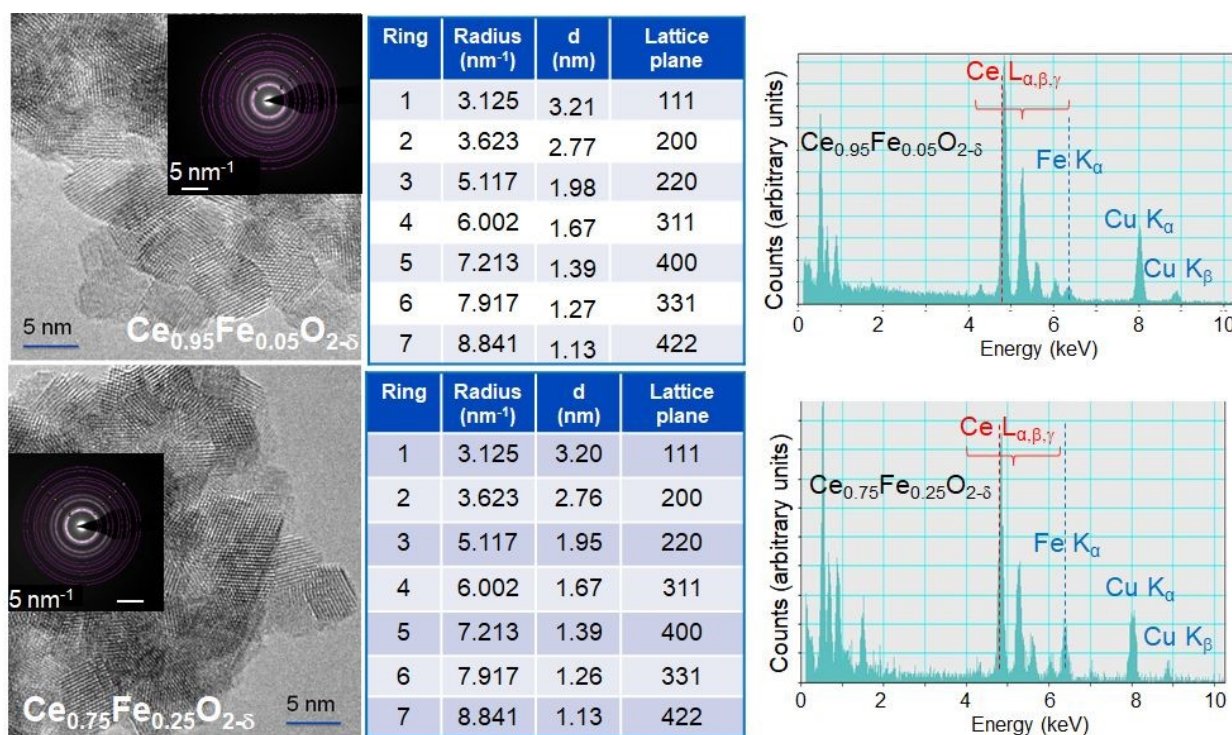 5 nm⁻¹
5 nm
Ce₀.₉₅Fe₀.₀₅O₂₋δ
Ring Radius (nm⁻¹) d (nm) Lattice plane
1 3.125 3.21 111
2 3.623 2.77 200
3 5.117 1.98 220
4 6.002 1.67 311
5 7.213 1.39 400
6 7.917 1.27 331
7 8.841 1.13 422
Ce Lα,β,γ
Ce₀.₉₅Fe₀.₀₅O₂₋δ
Fe Kα
Cu Kα
Cu Kβ
Counts (arbitrary units)
0 2 4 6 8 10
Energy (keV)
5 nm⁻¹
Ce₀.₇₅Fe₀.₂₅O₂₋δ
5 nm
Ring Radius (nm⁻¹) d (nm) Lattice plane
1 3.125 3.20 111
2 3.623 2.76 200
3 5.117 1.95 220
4 6.002 1.67 311
5 7.213 1.39 400
6 7.917 1.26 331
7 8.841 1.13 422
Ce Lα,β,γ
Ce₀.₇₅Fe₀.₂₅O₂₋δ
Fe Kα
Cu Kα
Cu Kβ
Counts (arbitrary units)
0 2 4 6 8 10
Energy (keV)